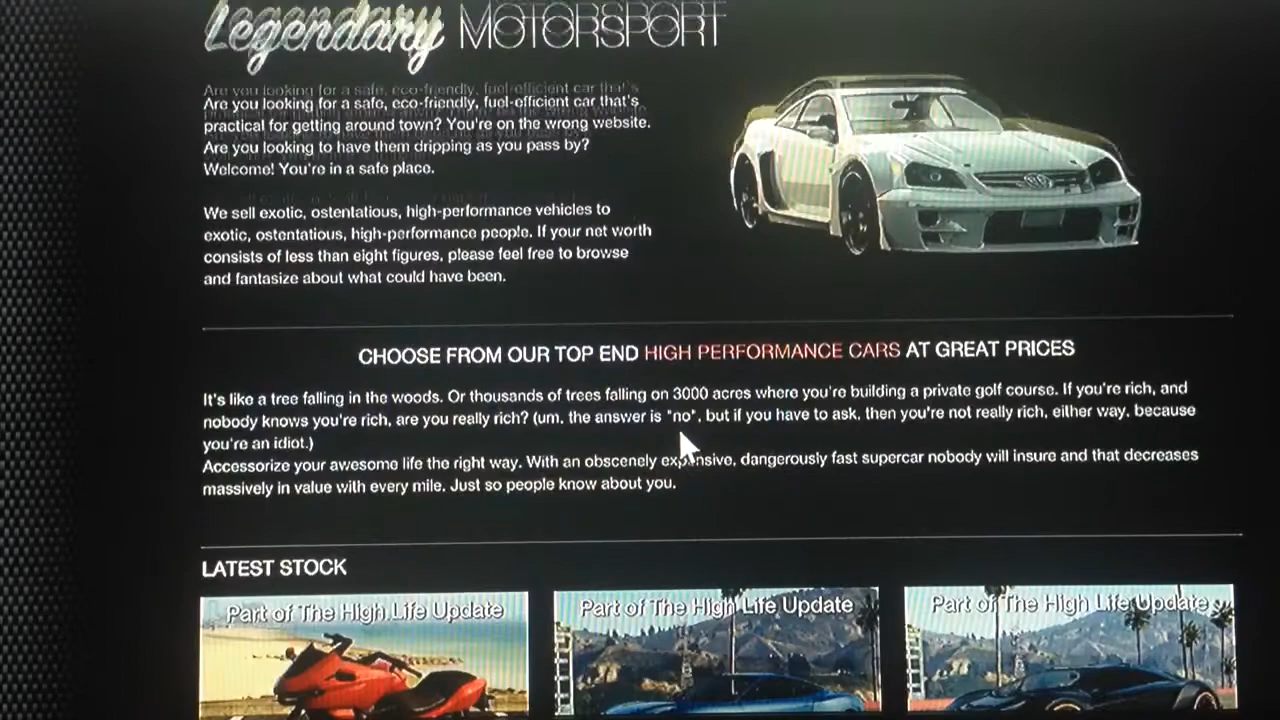 Legendary MOTORSPORT
Are you looking for a safe, eco-friendly, fuel-efficient car that's
practical for getting around town? You're on the wrong website.
Are you looking to have them dripping as you pass by?
Welcome! You're in a safe place.
We sell exotic, ostentatious, high-performance vehicles to
exotic, ostentatious, high-performance people. If your net worth
consists of less than eight figures, please feel free to browse
and fantasize about what could have been.
CHOOSE FROM OUR TOP END HIGH PERFORMANCE CARS AT GREAT PRICES
It's like a tree falling in the woods. Or thousands of trees falling on 3000 acres where you're building a private golf course. If you're rich, and
nobody knows you're rich, are you really rich? (um, the answer is "no", but if you have to ask, then you're not really rich, either way, because
you're an idiot.)
Accessorize your awesome life the right way. With an obscenely expensive, dangerously fast supercar nobody will insure and that decreases
massively in value with every mile. Just so people know about you.
LATEST STOCK
Part of The High Life Update
Part of The High Life Update
Part of The High Life Update